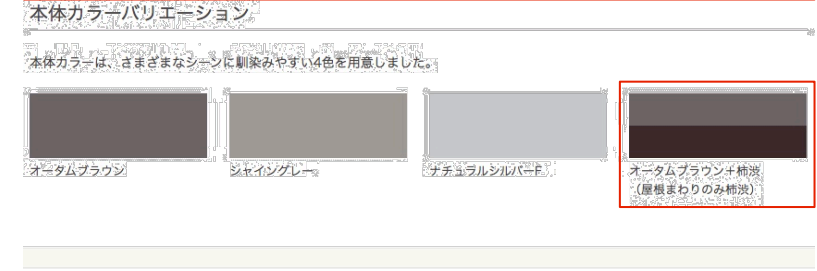 本体カラーバリエーション
本体カラーは、さまざまなシーンに馴染みやすい4色を用意しました。
オータムブラウン
シャイングレー
ナチュラルシルバーF
オータムブラウン+柿渋
（屋根まわりのみ柿渋）